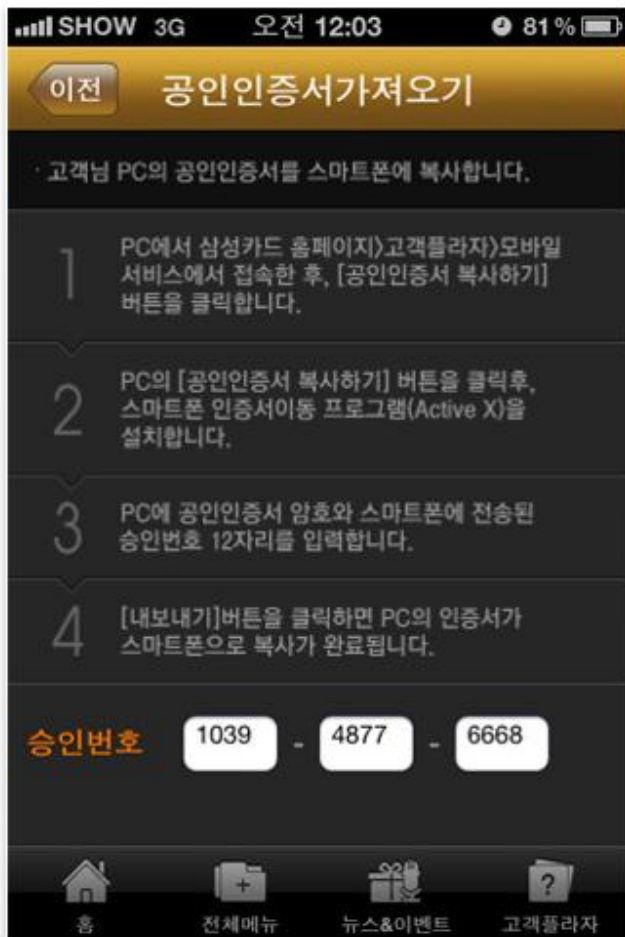 SHOW 3G 오전 12:03 81%
이전 공인인증서가져오기
· 고객님 PC의 공인인증서를 스마트폰에 복사합니다.
1 PC에서 삼성카드 홈페이지>고객플라자>모바일
서비스에서 접속한 후, [공인인증서 복사하기]
버튼을 클릭합니다.
2 PC의 [공인인증서 복사하기] 버튼을 클릭후,
스마트폰 인증서이동 프로그램(Active X)을
설치합니다.
3 PC에 공인인증서 암호와 스마트폰에 전송된
승인번호 12자리를 입력합니다.
4 [내보내기]버튼을 클릭하면 PC의 인증서가
스마트폰으로 복사가 완료됩니다.
승인번호 1039 - 4877 - 6668
홈 전체메뉴 뉴스&이벤트 고객플라자